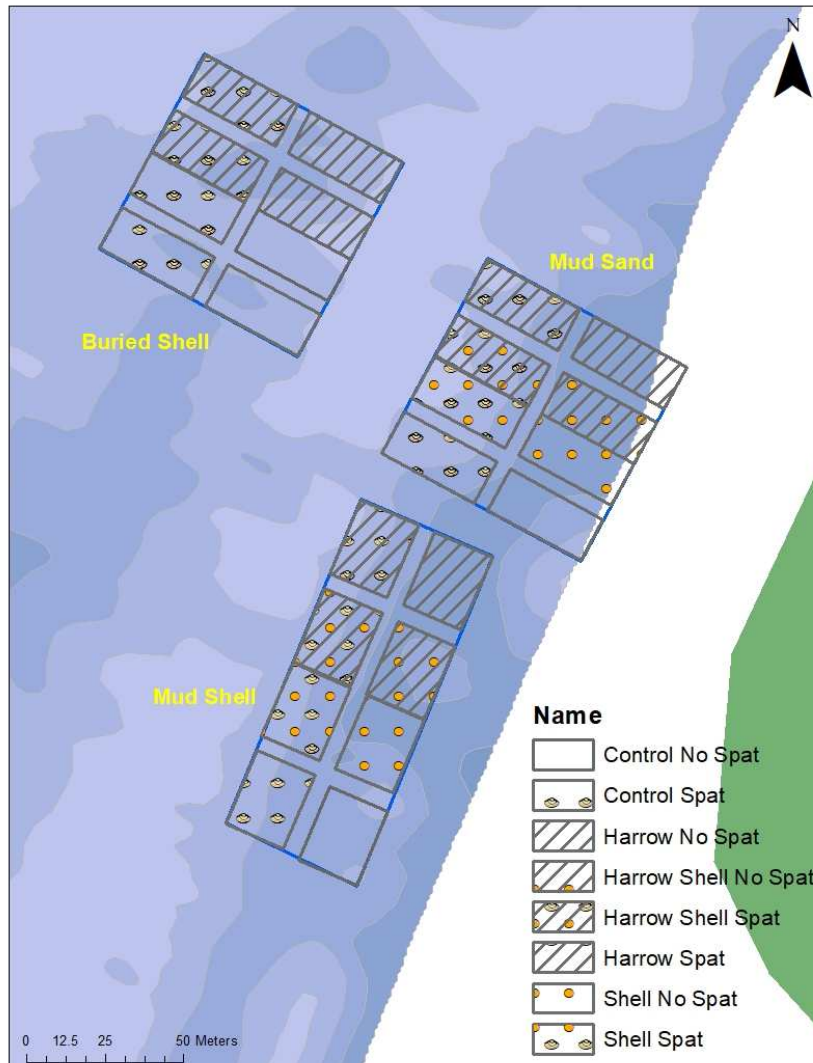 N
Mud Sand
Buried Shell
Mud Shell
Name
Control No Spat
Control Spat
Harrow No Spat
Harrow Shell No Spat
Harrow Shell Spat
Harrow Spat
Shell No Spat
Shell Spat
0 12.5 25 50 Meters